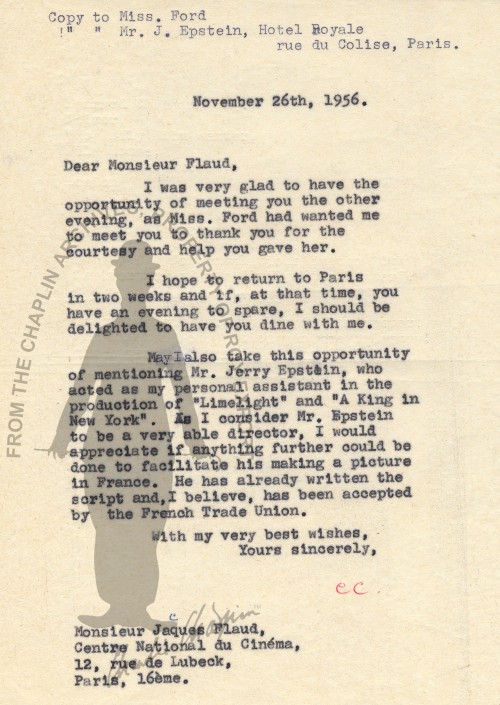 Copy to Miss. Ford
!" " Mr. J. Epstein, Hotel Royale
rue du Colise, Paris.
November 26th, 1956.
Dear Monsieur Flaud,
I was very glad to have the
opportunity of meeting you the other
evening, as Miss. Ford had wanted me
to meet you to thank you for the
courtesy and help you gave her.
I hope to return to Paris
in two weeks and if, at that time, you
have an evening to spare, I should be
delighted to have you dine with me.
May I also take this opportunity
of mentioning Mr. Jerry Epstein, who
acted as my personal assistant in the
production of "Limelight" and "A King in
New York". As I consider Mr. Epstein
to be a very able director, I would
appreciate if anything further could be
done to facilitate his making a picture
in France. He has already written the
script and, I believe, has been accepted
by the French Trade Union.
With my very best wishes,
Yours sincerely,
cc.
c
Monsieur Jaques Flaud,
Centre National du Cinéma,
12, rue de Lubeck,
Paris, 16ème.
FROM THE CHAPLIN ARCHIVES, PROPERTY OF